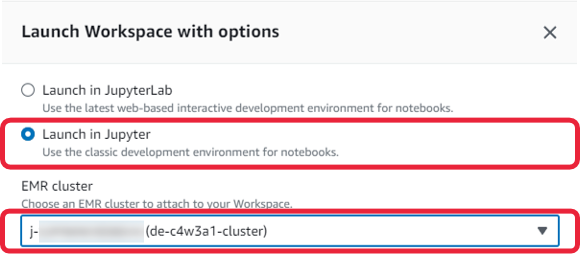 Launch Workspace with options
Launch in JupyterLab
Use the latest web-based interactive development environment for notebooks.
Launch in Jupyter
Use the classic development environment for notebooks.
EMR cluster
Choose an EMR cluster to attach to your Workspace.
j- (de-c4w3a1-cluster)